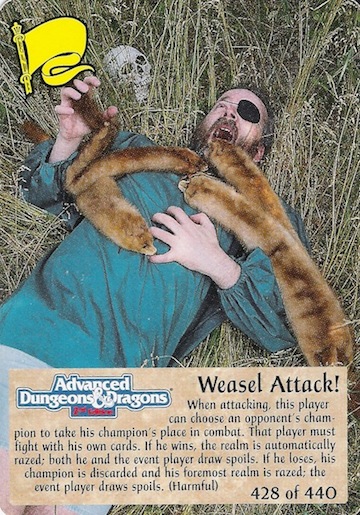 Advanced
Dungeons & Dragons
Weasel Attack!
When attacking, this player
can choose an opponent's cham-
pion to take his champion's place in combat. That player must
fight with his own cards. If he wins, the realm is automatically
razed; both he and the event player draw spoils. If he loses, his
champion is discarded and his foremost realm is razed; the
event player draws spoils. (Harmful)
428 of 440